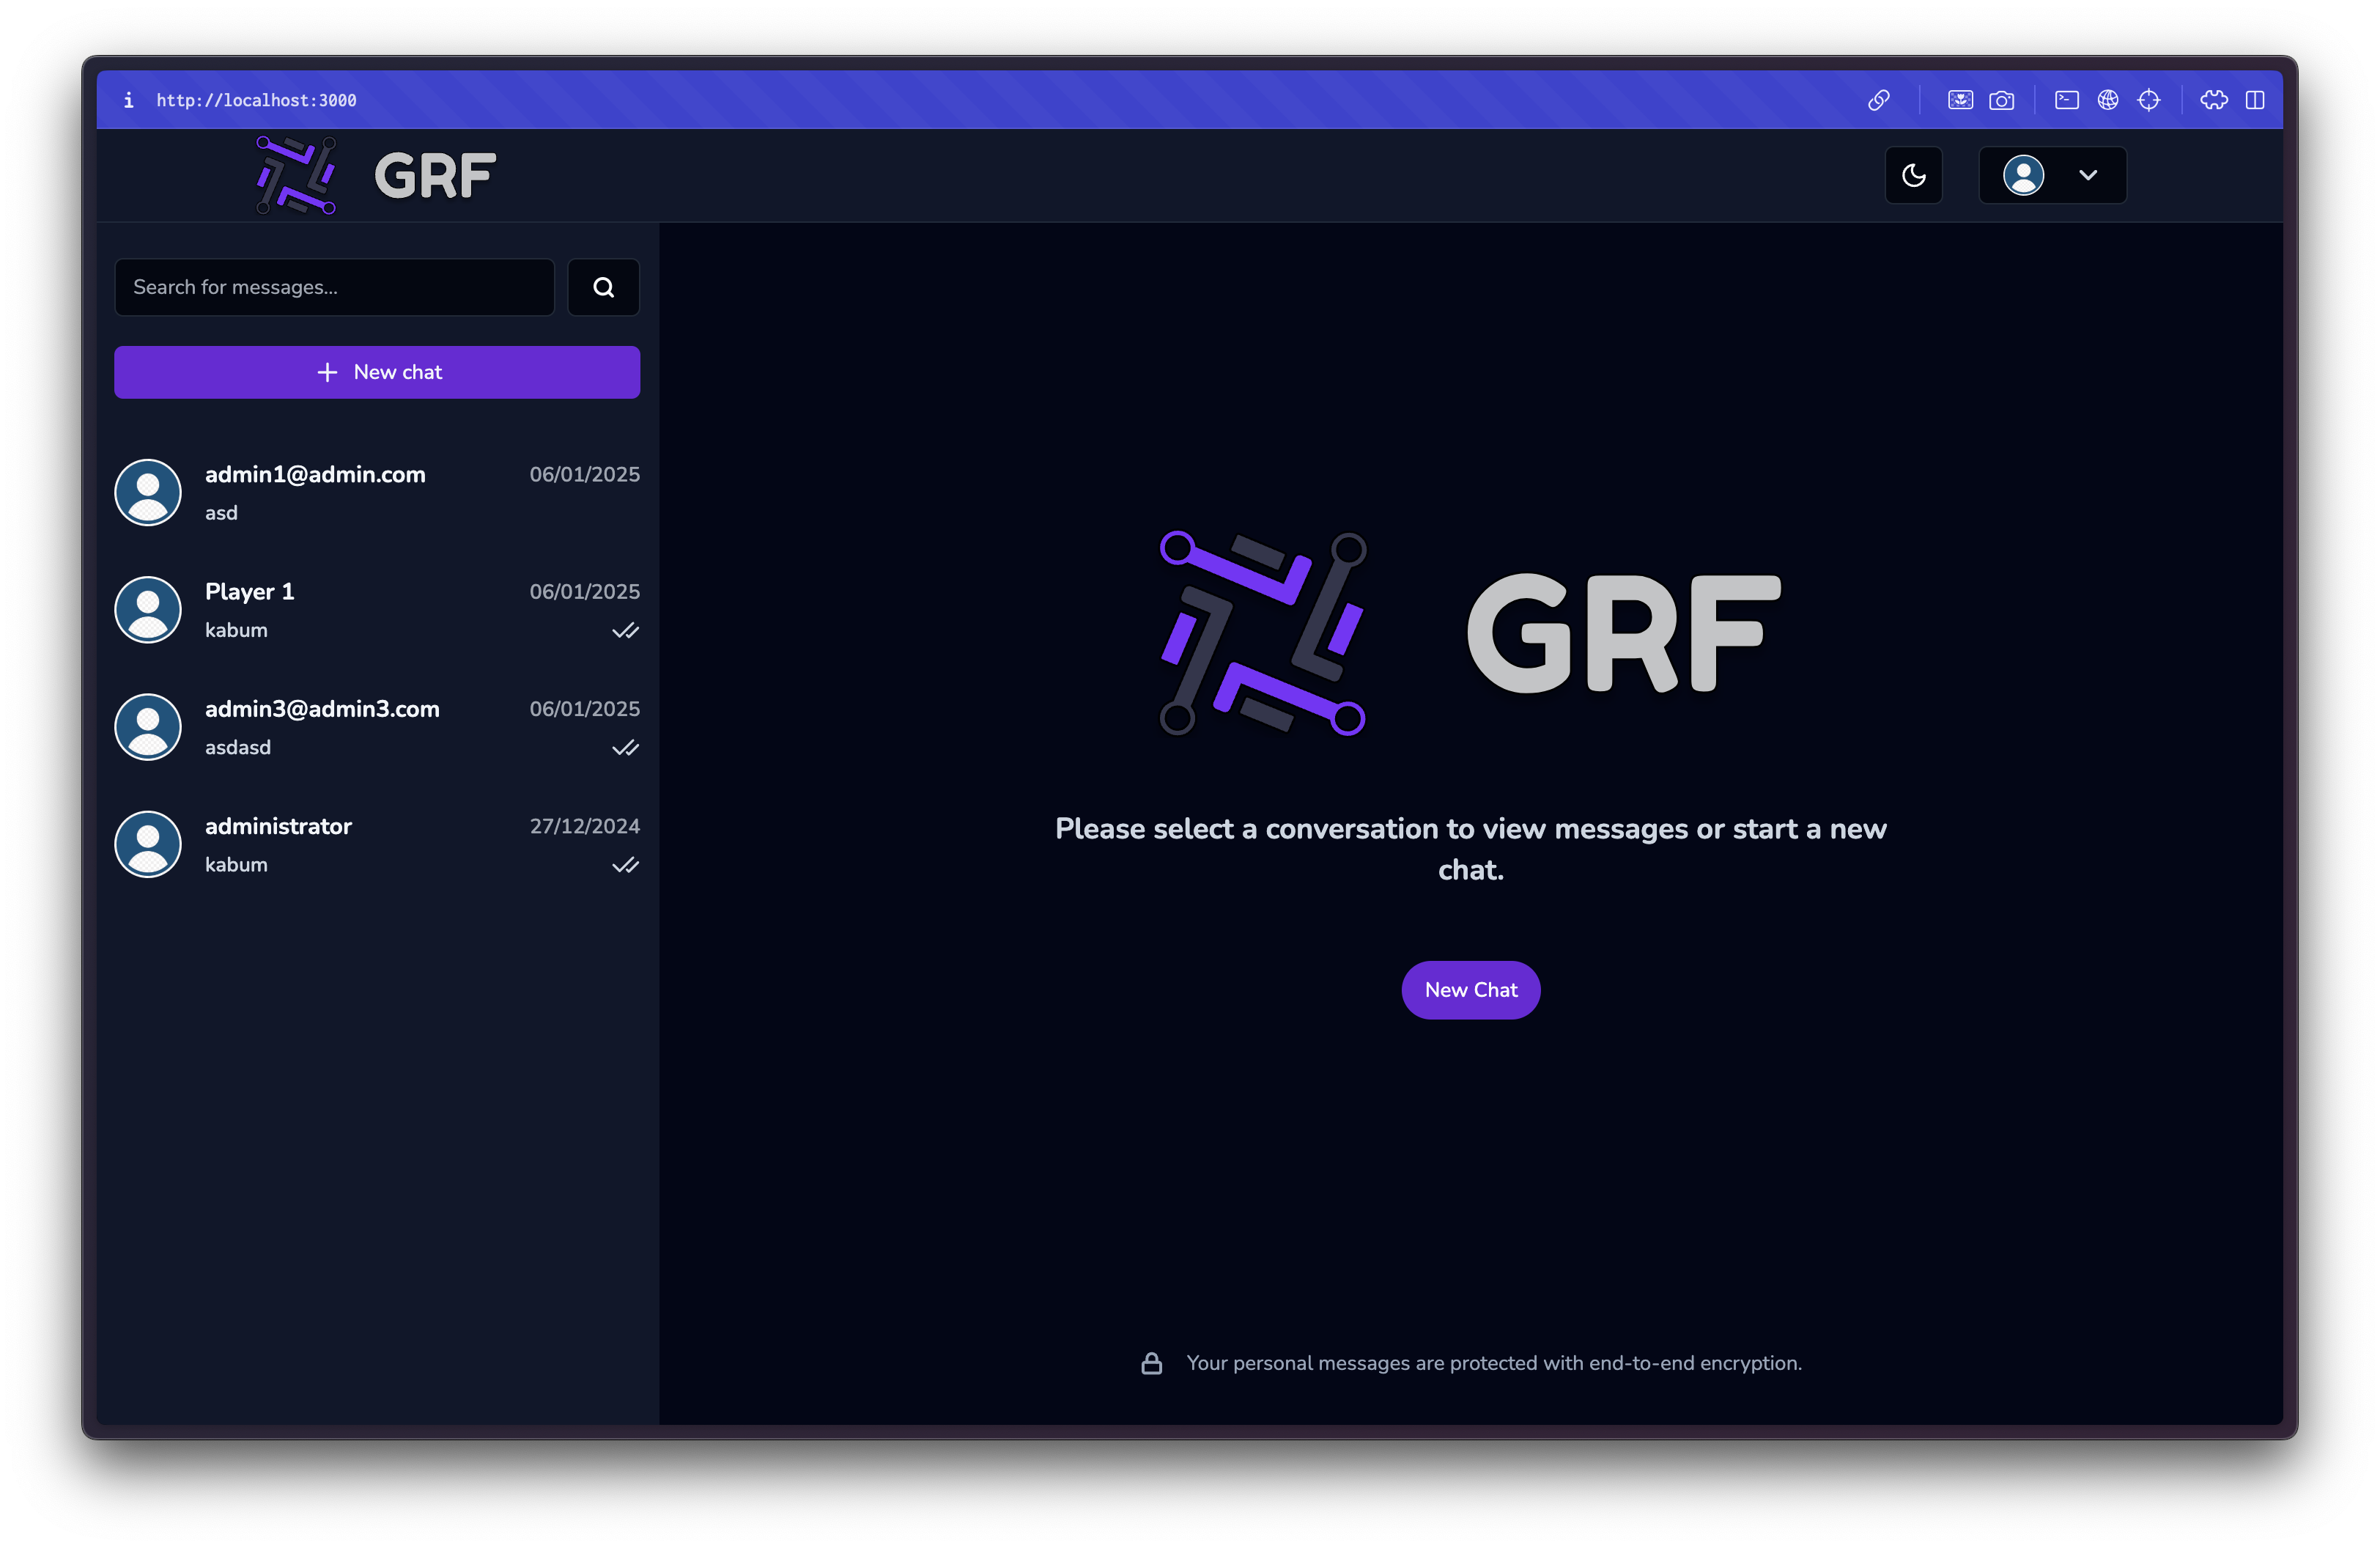 http://localhost:3000
GRF
Search for messages...
New chat
admin1@admin.com 06/01/2025
asd
Player 1 06/01/2025
kabum
admin3@admin3.com 06/01/2025
asdasd
administrator 27/12/2024
kabum
GRF
Please select a conversation to view messages or start a new
chat.
New Chat
Your personal messages are protected with end-to-end encryption.